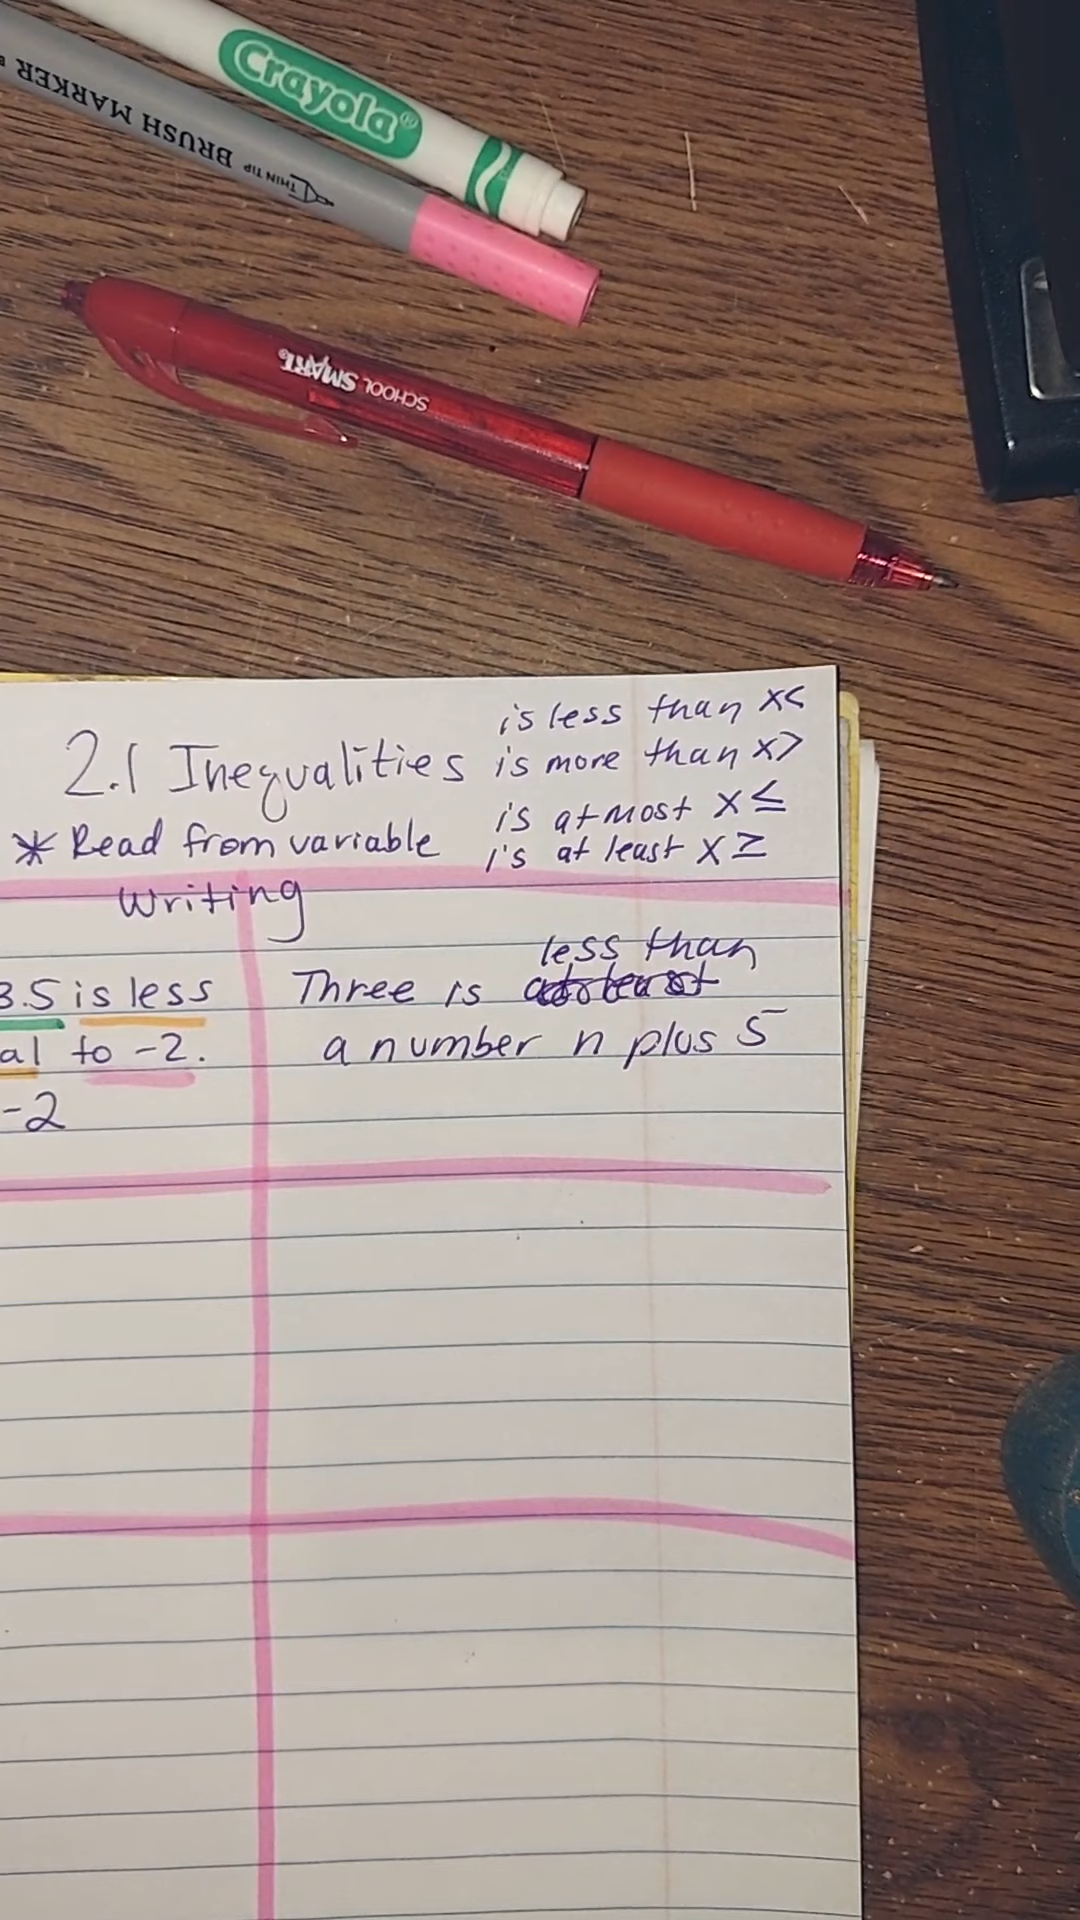 Crayola®
BRUSH MARKER
THIN TIP
SCHOOL SMART®
is less than x<
2.1 Inequalities is more than x>
is at most x ≤
* Read from variable is at least x ≥
Writing
less than
3.5 is less Three is
al to -2. a number n plus 5
-2